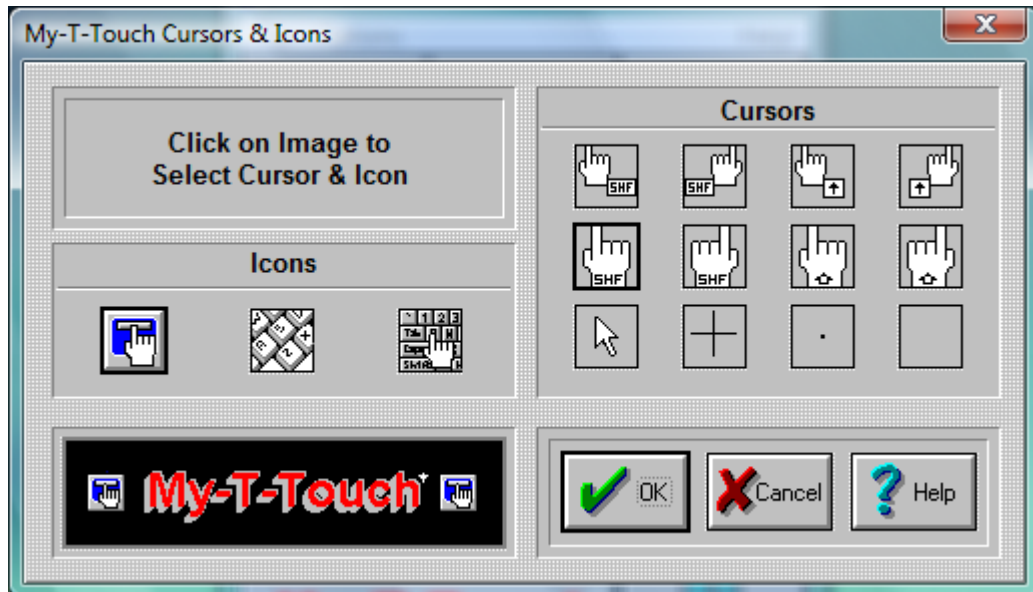 My-T-Touch Cursors & Icons
Click on Image to
Select Cursor & Icon
Icons
Cursors
SHF
SHF
SHF
SHF
My-T-Touch
OK
Cancel
Help